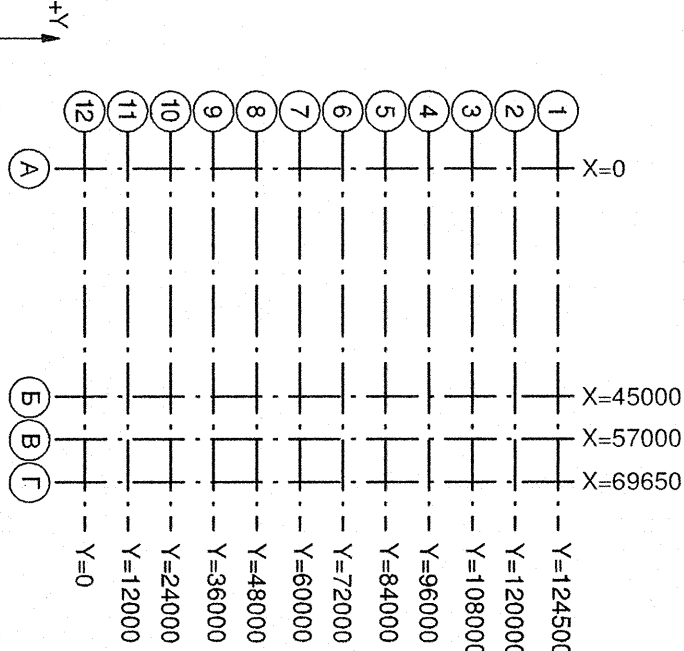 +Y
12
11
10
9
8
7
6
5
4
3
2
1
А X=0
Б X=45000
В X=57000
Г X=69650
Y=0
Y=12000
Y=24000
Y=36000
Y=48000
Y=60000
Y=72000
Y=84000
Y=96000
Y=108000
Y=120000
Y=124500